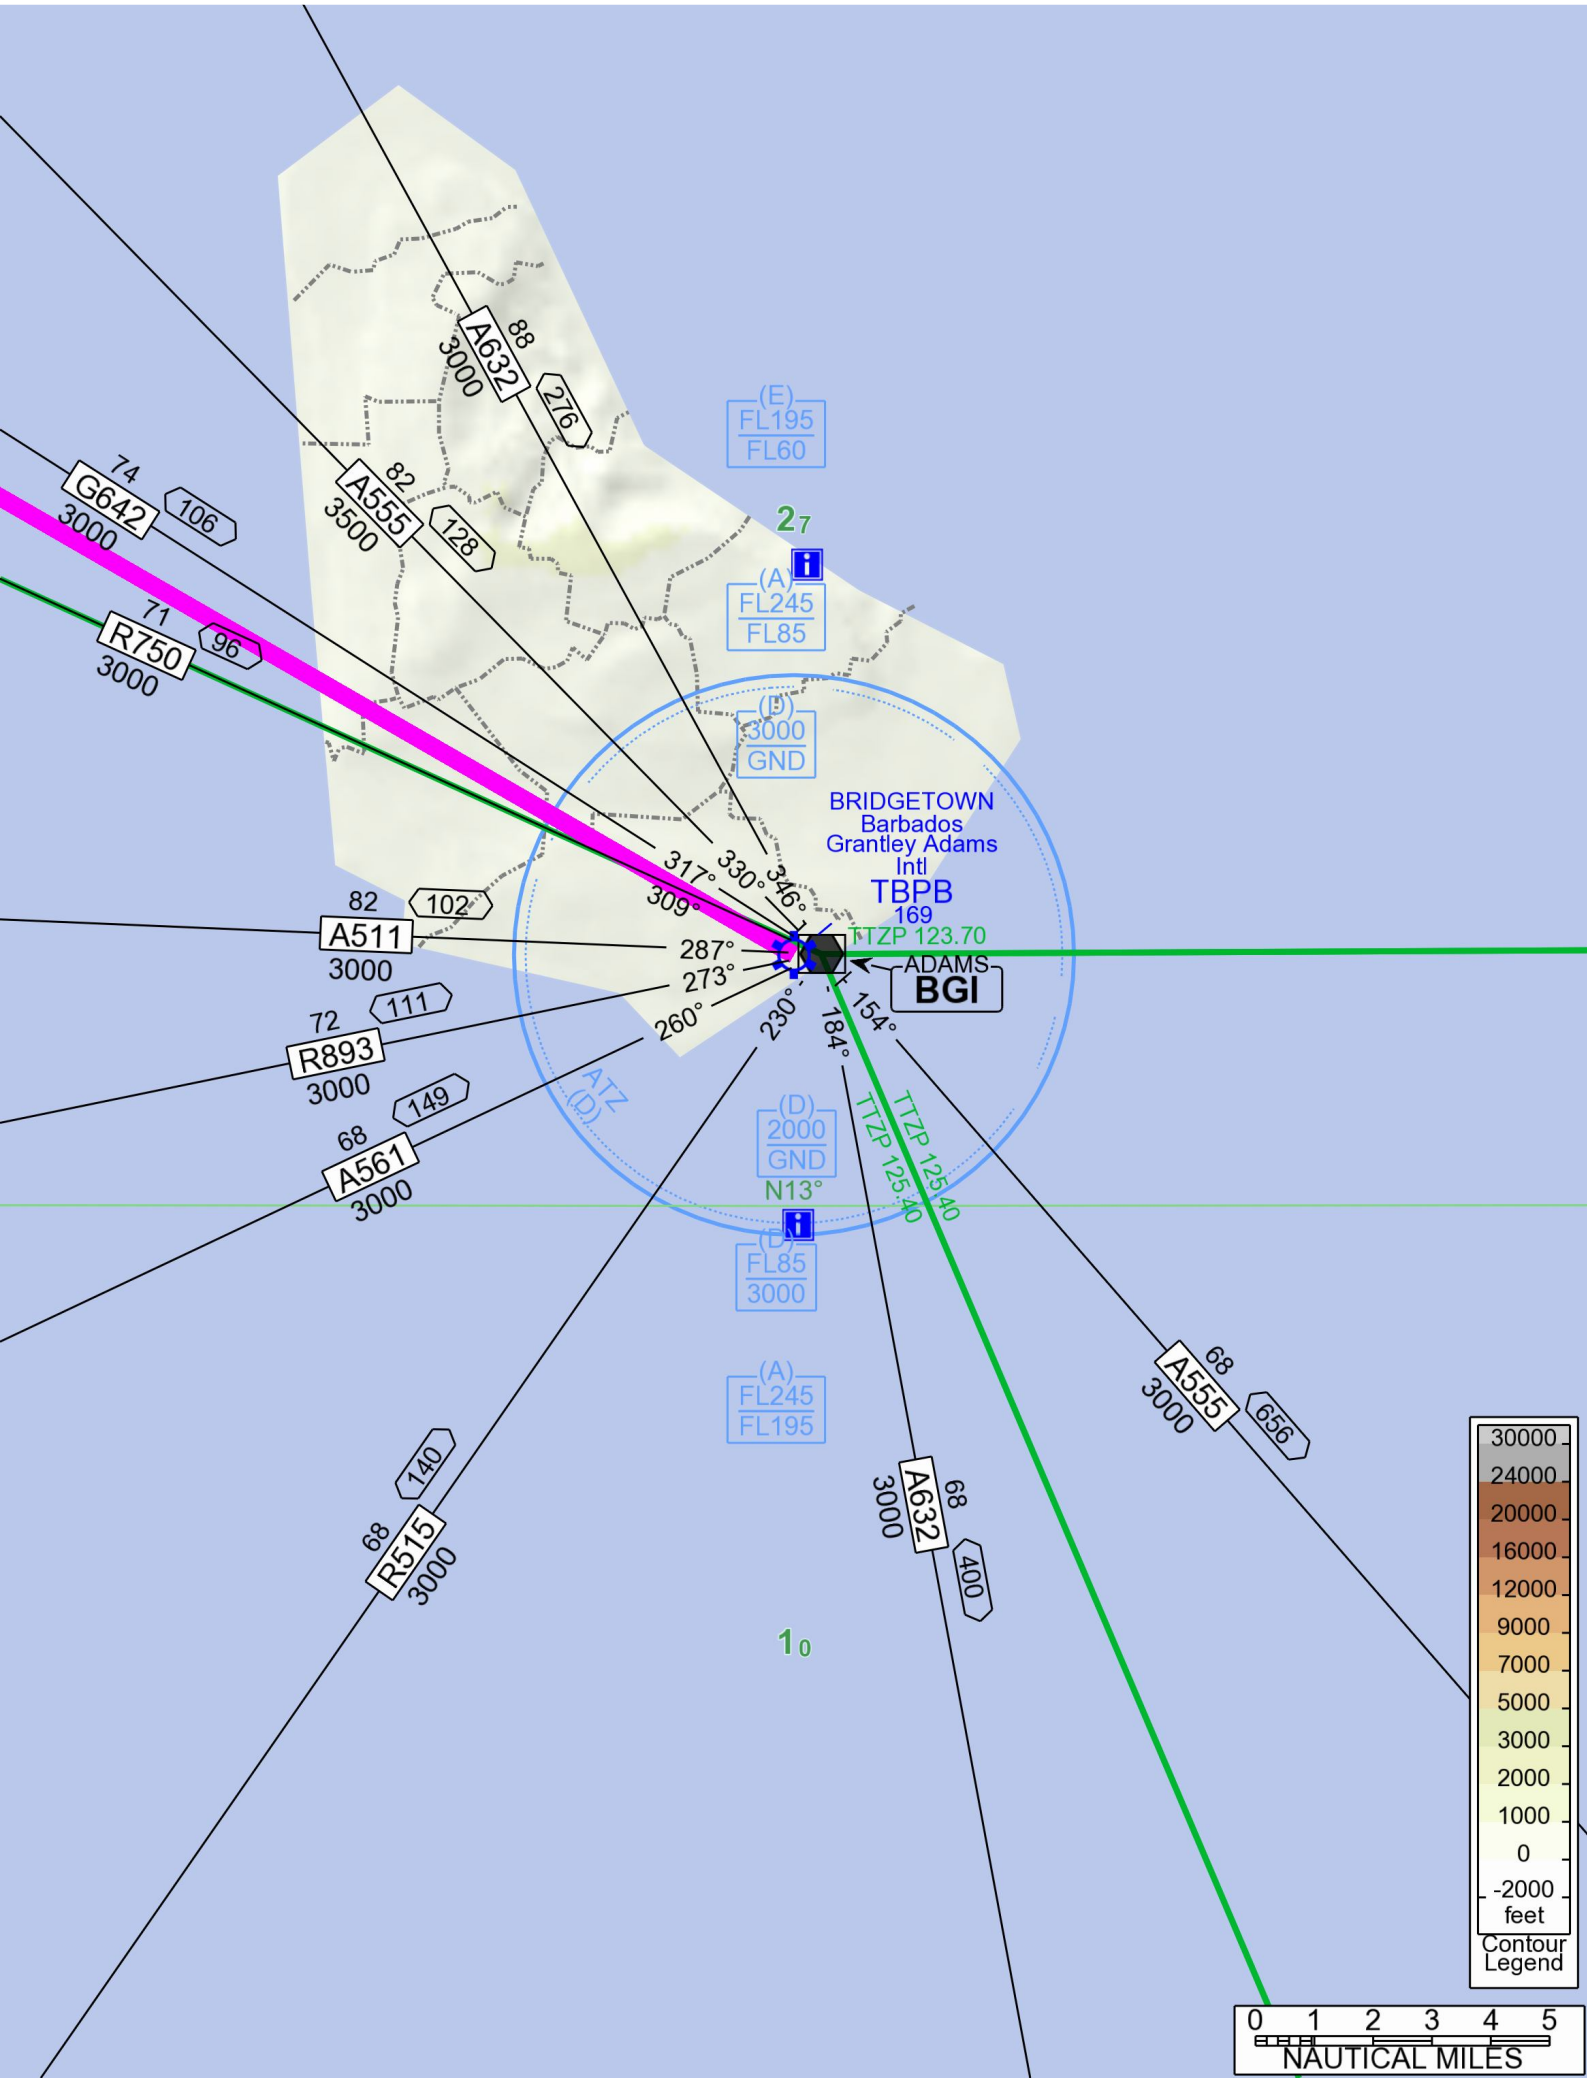 88
A632
3000
276
(E)
FL195
FL60
74
G642
3000
106
82
A555
3500
128
27
i
(A)
FL245
FL85
71
R750
3000
96
(D)
3000
GND
BRIDGETOWN
Barbados
Grantley Adams
Intl
TBPB
169
TTZP 123.70
317°
330°
346°
309°
82
A511
3000
102
287°
273°
260°
230°
184°
154°
ADAMS
BGI
72
R893
3000
111
68
A561
3000
149
ATZ
(D)
(D)
2000
GND
TTZP 125.40
TTZP 125.40
N13°
i
(D)
FL85
3000
(A)
FL245
FL195
68
A555
3000
656
140
68
R515
3000
68
A632
3000
400
10
30000
24000
20000
16000
12000
9000
7000
5000
3000
2000
1000
0
-2000
feet
Contour
Legend
0 1 2 3 4 5
NAUTICAL MILES